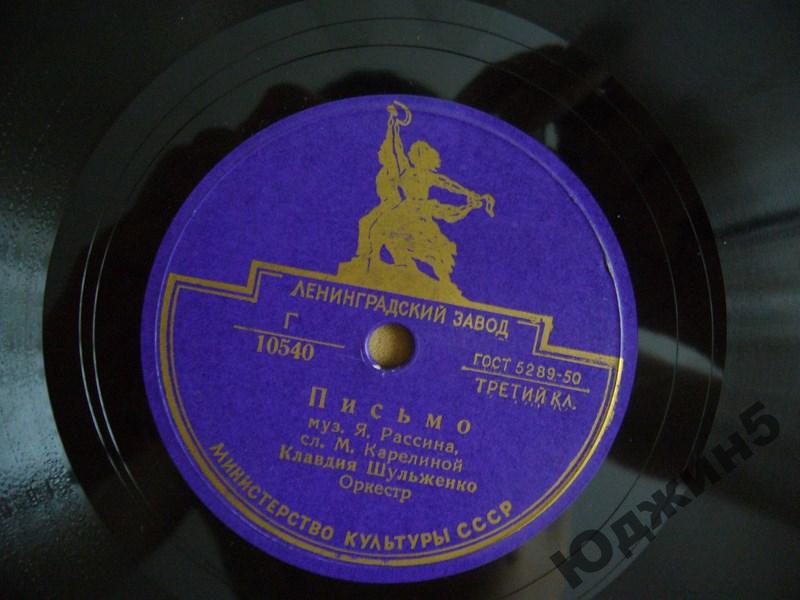 ЛЕНИНГРАДСКИЙ ЗАВОД
Г
10540
ГОСТ 5289-50
ТРЕТИЙ КЛ.
Письмо
муз. Я. Рассина,
сл. М. Карелиной
Клавдия Шульженко
Оркестр
МИНИСТЕРСТВО КУЛЬТУРЫ СССР
Юджин5